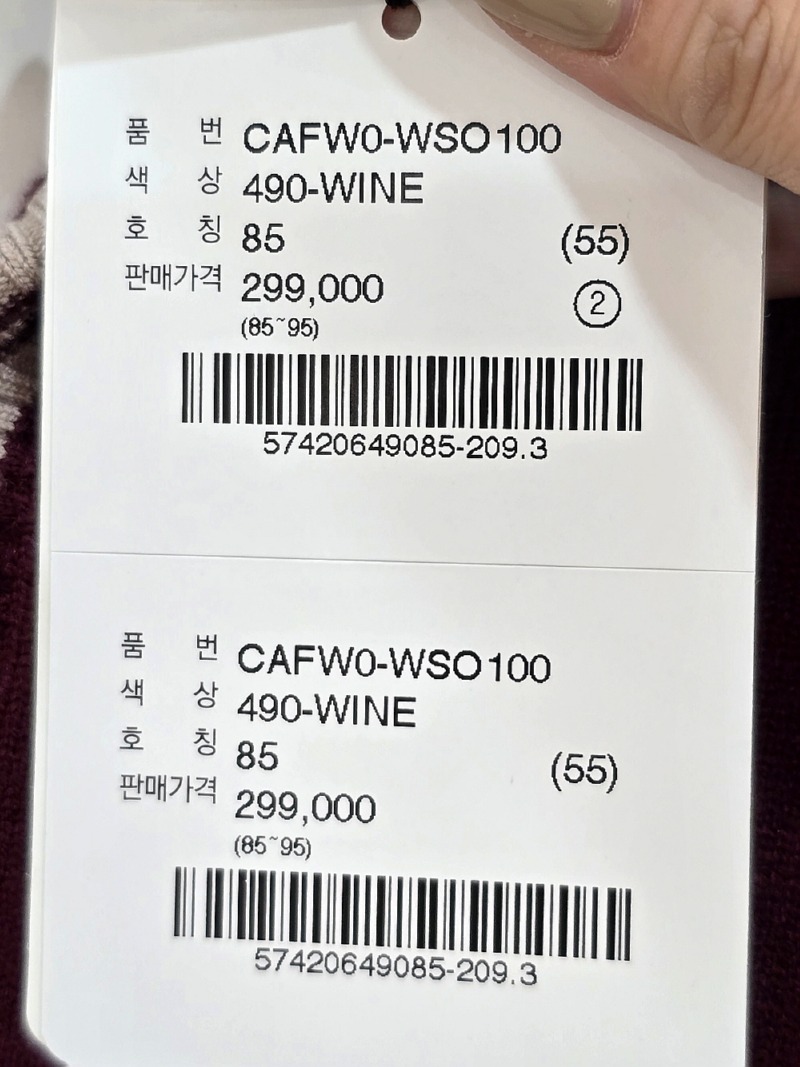 품 번 CAFW0-WSO100
색 상 490-WINE
호 칭 85 (55)
판매가격 299,000 ②
(85~95)
57420649085-209.3
품 번 CAFW0-WSO100
색 상 490-WINE
호 칭 85 (55)
판매가격 299,000
(85~95)
57420649085-209.3